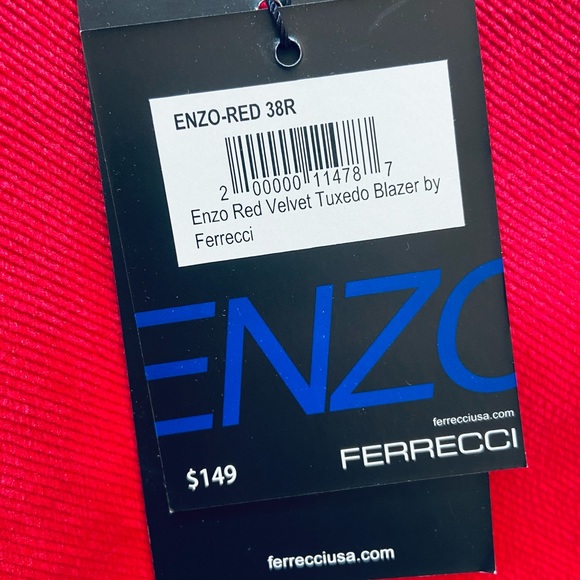 ENZO-RED 38R
2 00000 11478 7
Enzo Red Velvet Tuxedo Blazer by
Ferrecci
ENZO
ferrecciusa.com
FERRECCI
$149
ferrecciusa.com